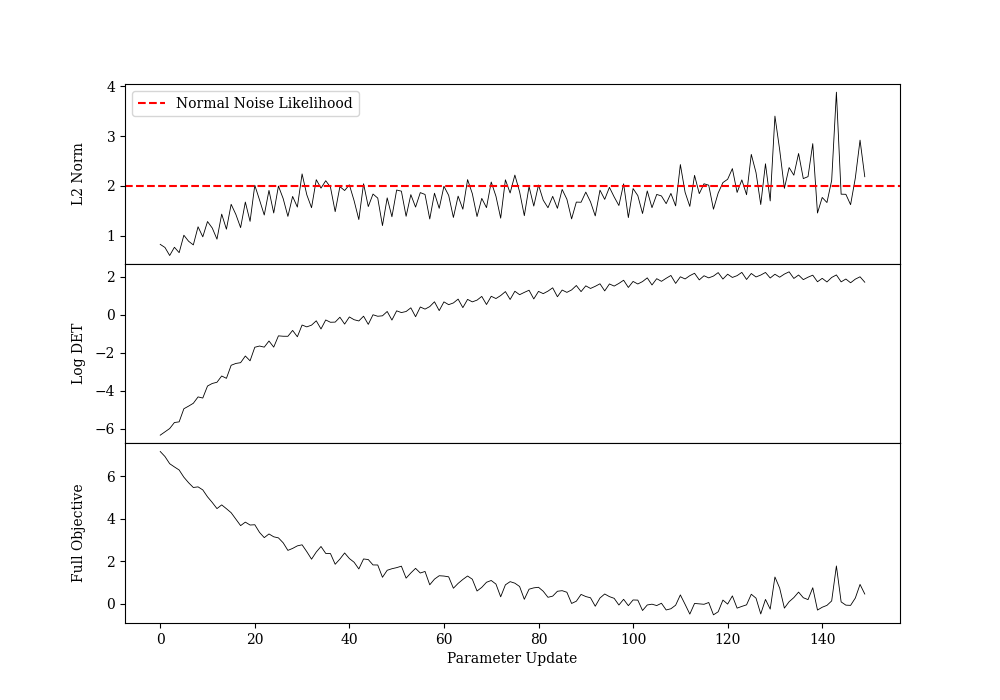 4
3
2
1
L2 Norm
Normal Noise Likelihood
2
0
−2
−4
−6
Log DET
6
4
2
0
Full Objective
0 20 40 60 80 100 120 140
Parameter Update